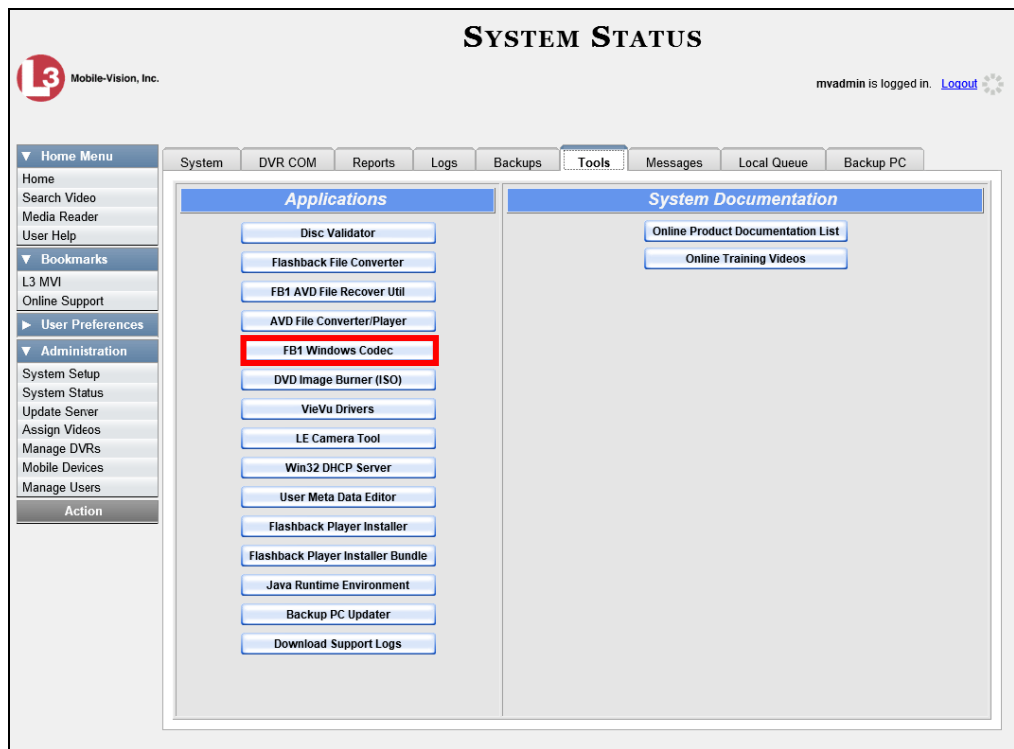 SYSTEM STATUS
L3 Mobile-Vision, Inc.
mvadmin is logged in. Logout
▼ Home Menu
Home
Search Video
Media Reader
User Help
▼ Bookmarks
L3 MVI
Online Support
► User Preferences
▼ Administration
System Setup
System Status
Update Server
Assign Videos
Manage DVRs
Mobile Devices
Manage Users
Action
System DVR COM Reports Logs Backups Tools Messages Local Queue Backup PC
Applications
Disc Validator
Flashback File Converter
FB1 AVD File Recover Util
AVD File Converter/Player
FB1 Windows Codec
DVD Image Burner (ISO)
VieVu Drivers
LE Camera Tool
Win32 DHCP Server
User Meta Data Editor
Flashback Player Installer
Flashback Player Installer Bundle
Java Runtime Environment
Backup PC Updater
Download Support Logs
System Documentation
Online Product Documentation List
Online Training Videos